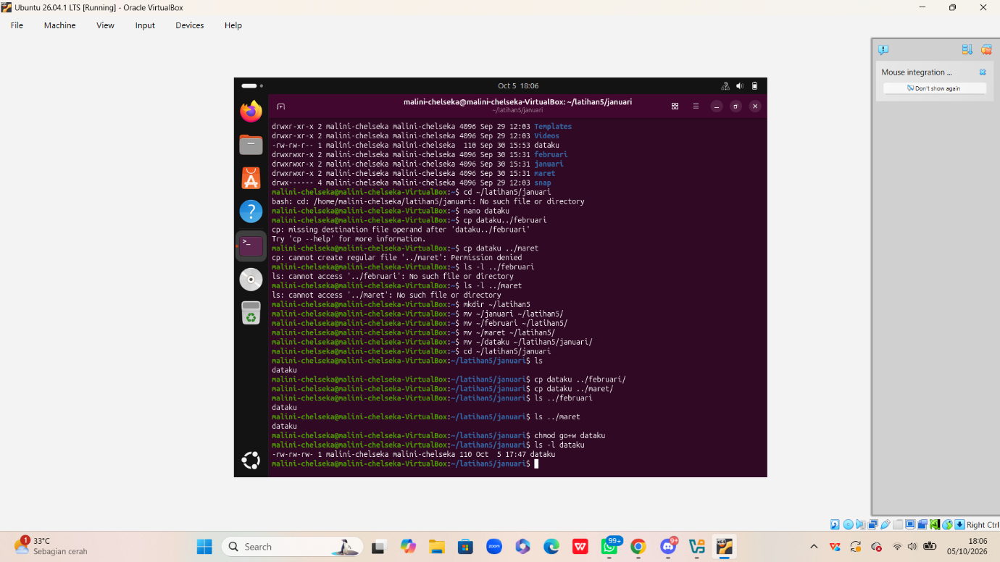 Ubuntu 26.04.1 LTS [Running] - Oracle VirtualBox
File Machine View Input Devices Help
Mouse integration ...
Don't show again
Oct 5 18:06
malini-chelseka@malini-chelseka-VirtualBox: ~/latihan5/januari
~/latihan5/januari
drwxr-xr-x 2 malini-chelseka malini-chelseka 4096 Sep 29 12:03 Templates
drwxr-xr-x 2 malini-chelseka malini-chelseka 4096 Sep 29 12:03 Videos
-rw-rw-r-- 1 malini-chelseka malini-chelseka  110 Sep 30 15:53 dataku
drwxrwxr-x 2 malini-chelseka malini-chelseka 4096 Sep 30 15:31 februari
drwxrwxr-x 2 malini-chelseka malini-chelseka 4096 Sep 30 15:31 januari
drwxrwxr-x 2 malini-chelseka malini-chelseka 4096 Sep 30 15:31 maret
drwx------ 4 malini-chelseka malini-chelseka 4096 Sep 29 12:03 snap
malini-chelseka@malini-chelseka-VirtualBox:~$ cd ~/latihan5/januari
bash: cd: /home/malini-chelseka/latihan5/januari: No such file or directory
malini-chelseka@malini-chelseka-VirtualBox:~$ nano dataku
malini-chelseka@malini-chelseka-VirtualBox:~$ cp dataku../februari
cp: missing destination file operand after 'dataku../februari'
Try 'cp --help' for more information.
malini-chelseka@malini-chelseka-VirtualBox:~$ cp dataku ../maret
cp: cannot create regular file '../maret': Permission denied
malini-chelseka@malini-chelseka-VirtualBox:~$ ls -l ../februari
ls: cannot access '../februari': No such file or directory
malini-chelseka@malini-chelseka-VirtualBox:~$ ls -l ../maret
ls: cannot access '../maret': No such file or directory
malini-chelseka@malini-chelseka-VirtualBox:~$ mkdir ~/latihan5
malini-chelseka@malini-chelseka-VirtualBox:~$ mv ~/januari ~/latihan5/
malini-chelseka@malini-chelseka-VirtualBox:~$ mv ~/februari ~/latihan5/
malini-chelseka@malini-chelseka-VirtualBox:~$ mv ~/maret ~/latihan5/
malini-chelseka@malini-chelseka-VirtualBox:~$ mv ~/dataku ~/latihan5/januari/
malini-chelseka@malini-chelseka-VirtualBox:~$ cd ~/latihan5/januari
malini-chelseka@malini-chelseka-VirtualBox:~/latihan5/januari$ ls
dataku
malini-chelseka@malini-chelseka-VirtualBox:~/latihan5/januari$ cp dataku ../februari/
malini-chelseka@malini-chelseka-VirtualBox:~/latihan5/januari$ cp dataku ../maret/
malini-chelseka@malini-chelseka-VirtualBox:~/latihan5/januari$ ls ../februari
dataku
malini-chelseka@malini-chelseka-VirtualBox:~/latihan5/januari$ ls ../maret
dataku
malini-chelseka@malini-chelseka-VirtualBox:~/latihan5/januari$ chmod go+w dataku
malini-chelseka@malini-chelseka-VirtualBox:~/latihan5/januari$ ls -l dataku
-rw-rw-rw- 1 malini-chelseka malini-chelseka 110 Oct  5 17:47 dataku
malini-chelseka@malini-chelseka-VirtualBox:~/latihan5/januari$
Right Ctrl
1
33°C
Sebagian cerah
Search
zoom
99+
9+
18:06
05/10/2026